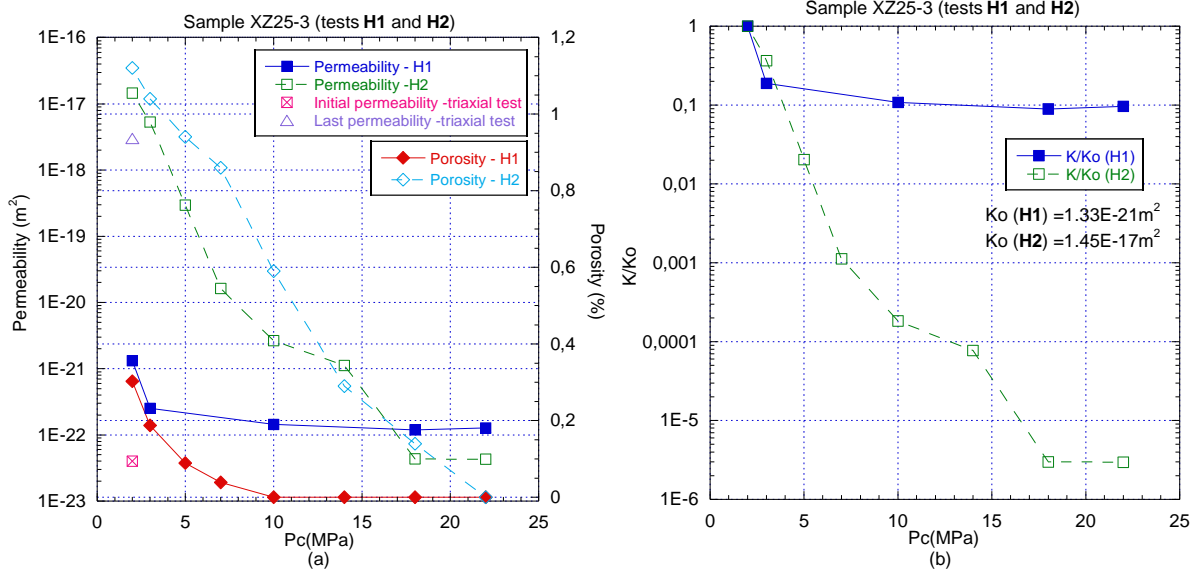 Sample XZ25-3 (tests H1 and H2)
1E-16
1E-17
1E-18
1E-19
1E-20
1E-21
1E-22
1E-23
Permeability (m²)
1,2
1
0,8
0,6
0,4
0,2
0
Porosity (%)
Permeability - H1
Permeability - H2
Initial permeability -triaxial test
Last permeability -triaxial test
Porosity - H1
Porosity - H2
0 5 10 15 20 25
Pc(MPa)
(a)
Sample XZ25-3 (tests H1 and H2)
1
0,1
0,01
0,001
0,0001
1E-5
1E-6
K/Ko
K/Ko (H1)
K/Ko (H2)
Ko (H1) =1.33E-21m²
Ko (H2) =1.45E-17m²
0 5 10 15 20 25
Pc(MPa)
(b)